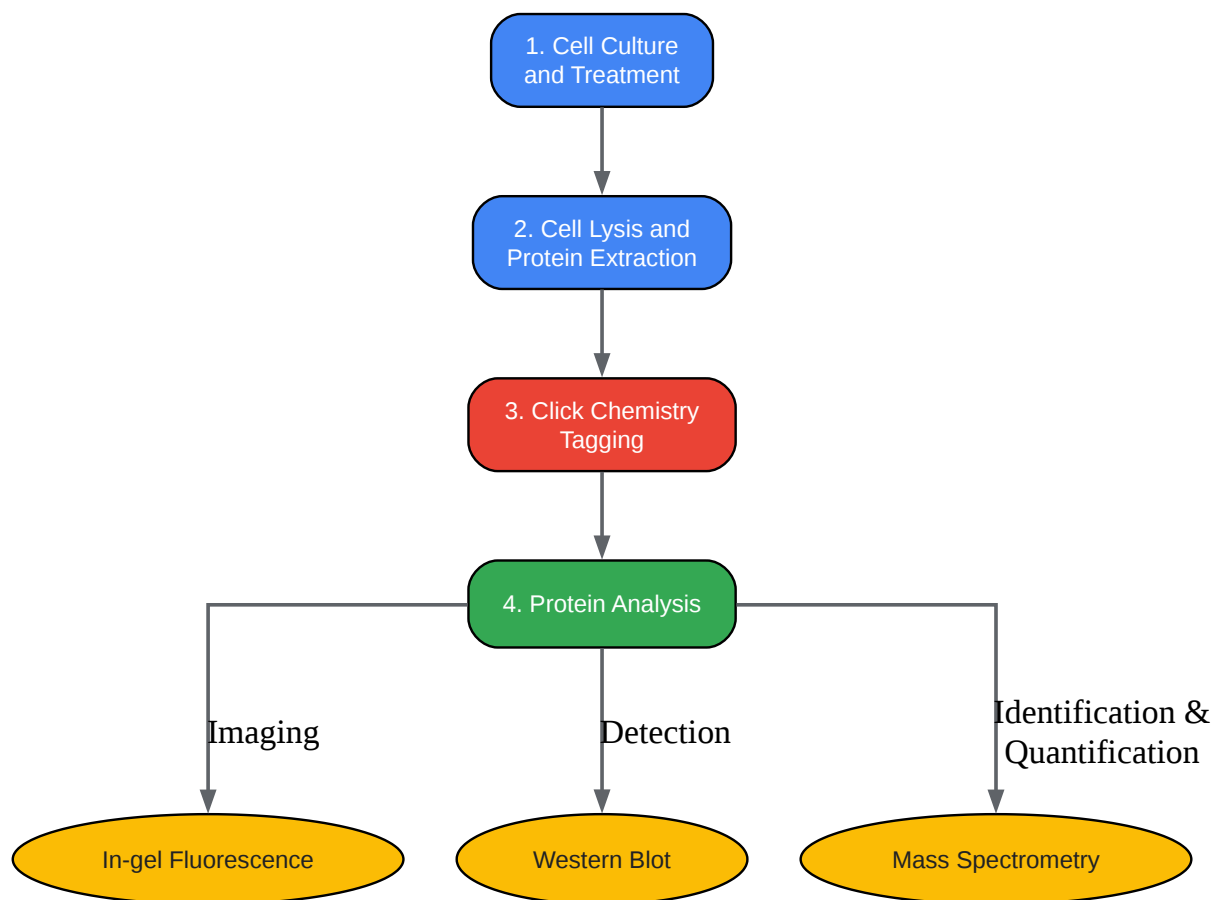 1. Cell Culture
and Treatment
2. Cell Lysis and
Protein Extraction
3. Click Chemistry
Tagging
4. Protein Analysis
Imaging
Detection
Identification &
Quantification
In-gel Fluorescence
Western Blot
Mass Spectrometry